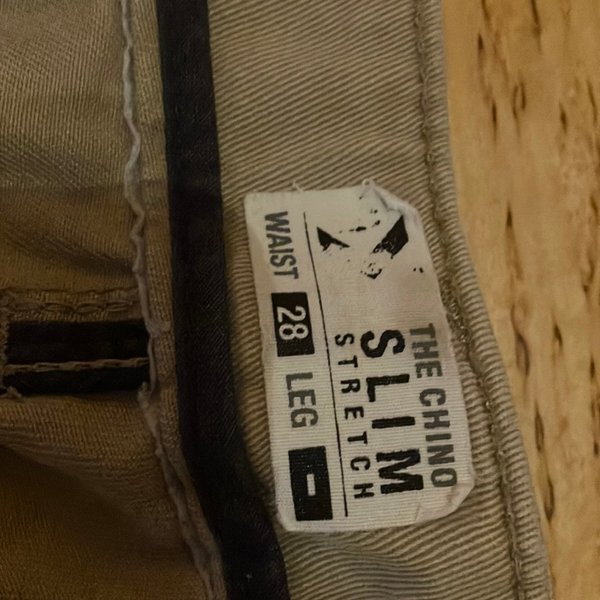 THE CHINO
SLIM
STRETCH
WAIST 28 LEG -